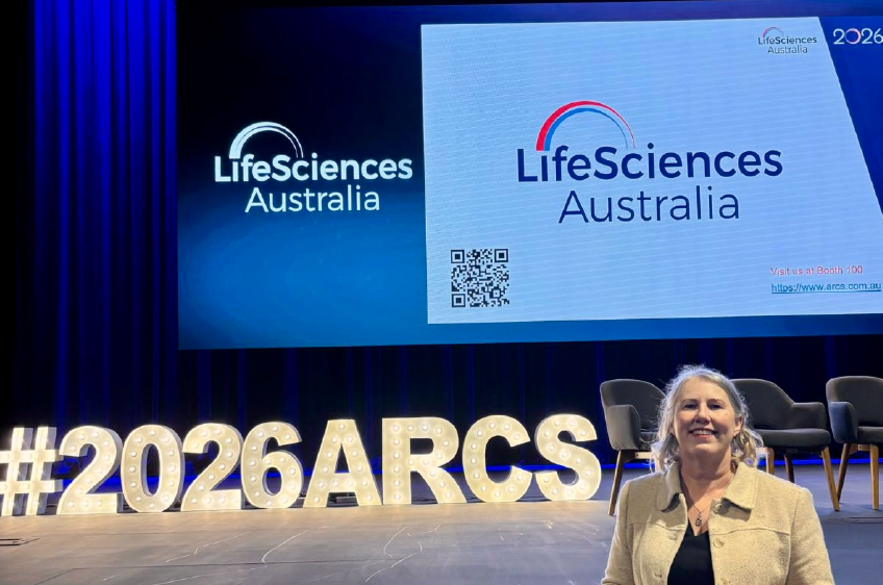 LifeSciences
Australia
LifeSciences
Australia
2026
LifeSciences
Australia
Visit us at Booth 100
https://www.arcs.com.au
#2026ARCS